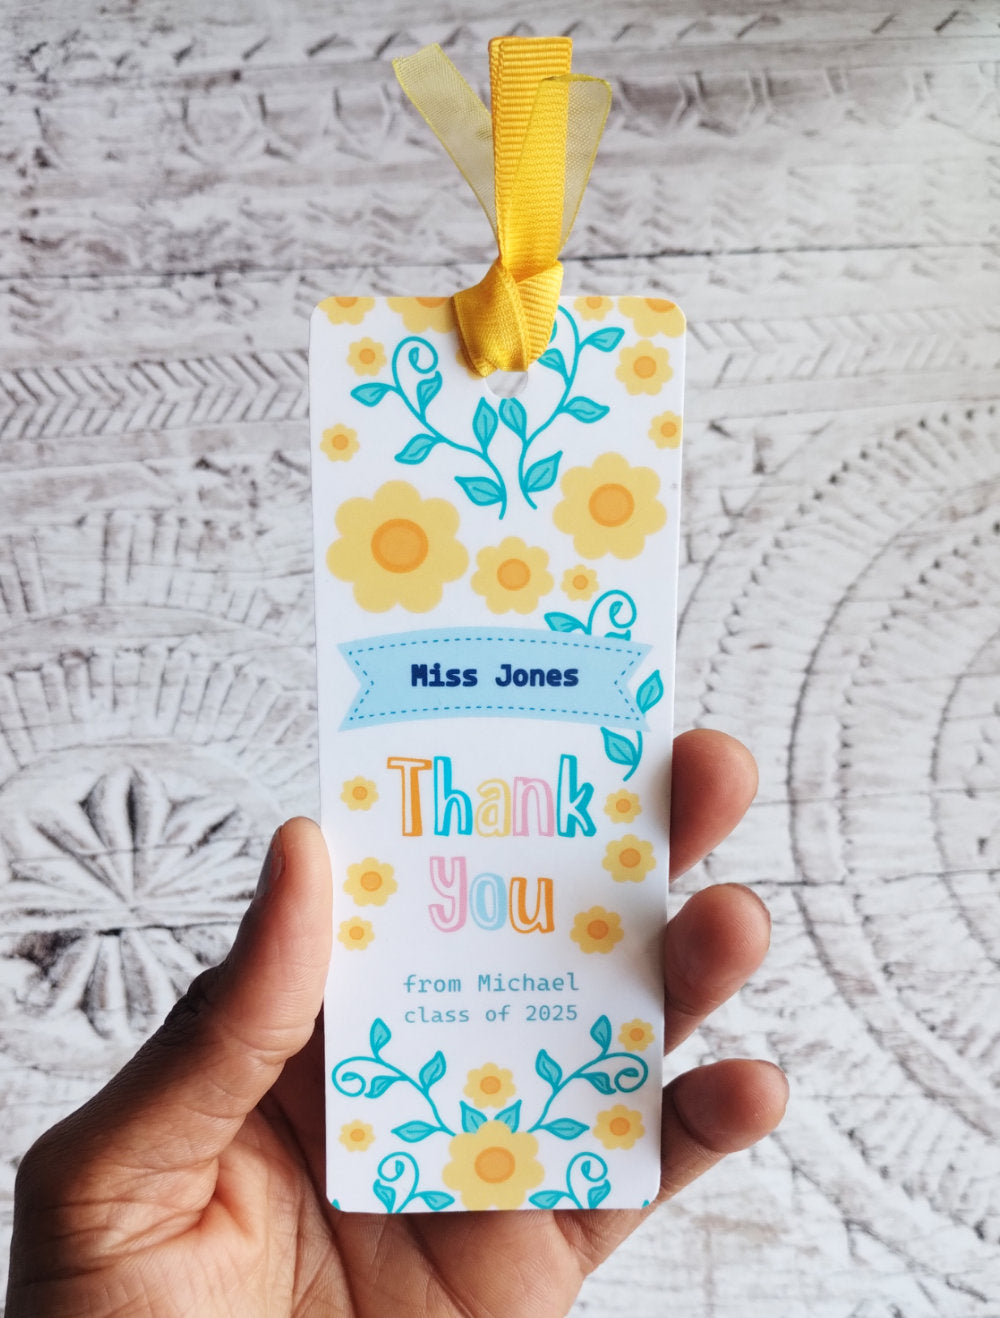 Miss Jones
Thank
you
from Michael
class of 2025